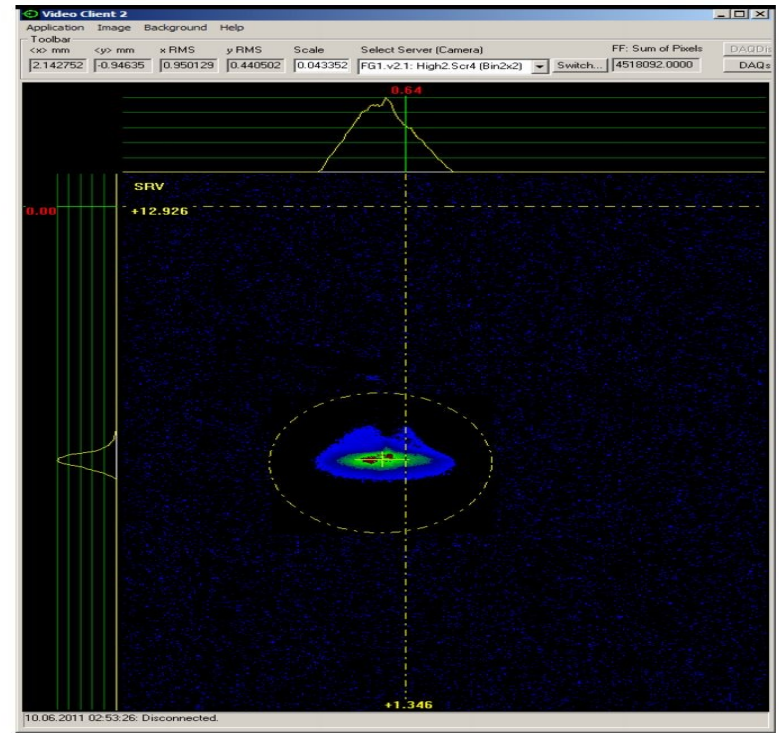 Video Client 2
Application Image Background Help
Toolbar
<x> mm <y> mm x RMS y RMS Scale Select Server (Camera) FF: Sum of Pixels DAQDis
2.142752 -0.94635 0.950129 0.440502 0.043352 FG1.v2.1: High2.Scr4 (Bin2x2) Switch... 4518092.0000 DAQs
0.64
SRV
0.00 +12.926
+1.346
10.06.2011 02:53:26: Disconnected.